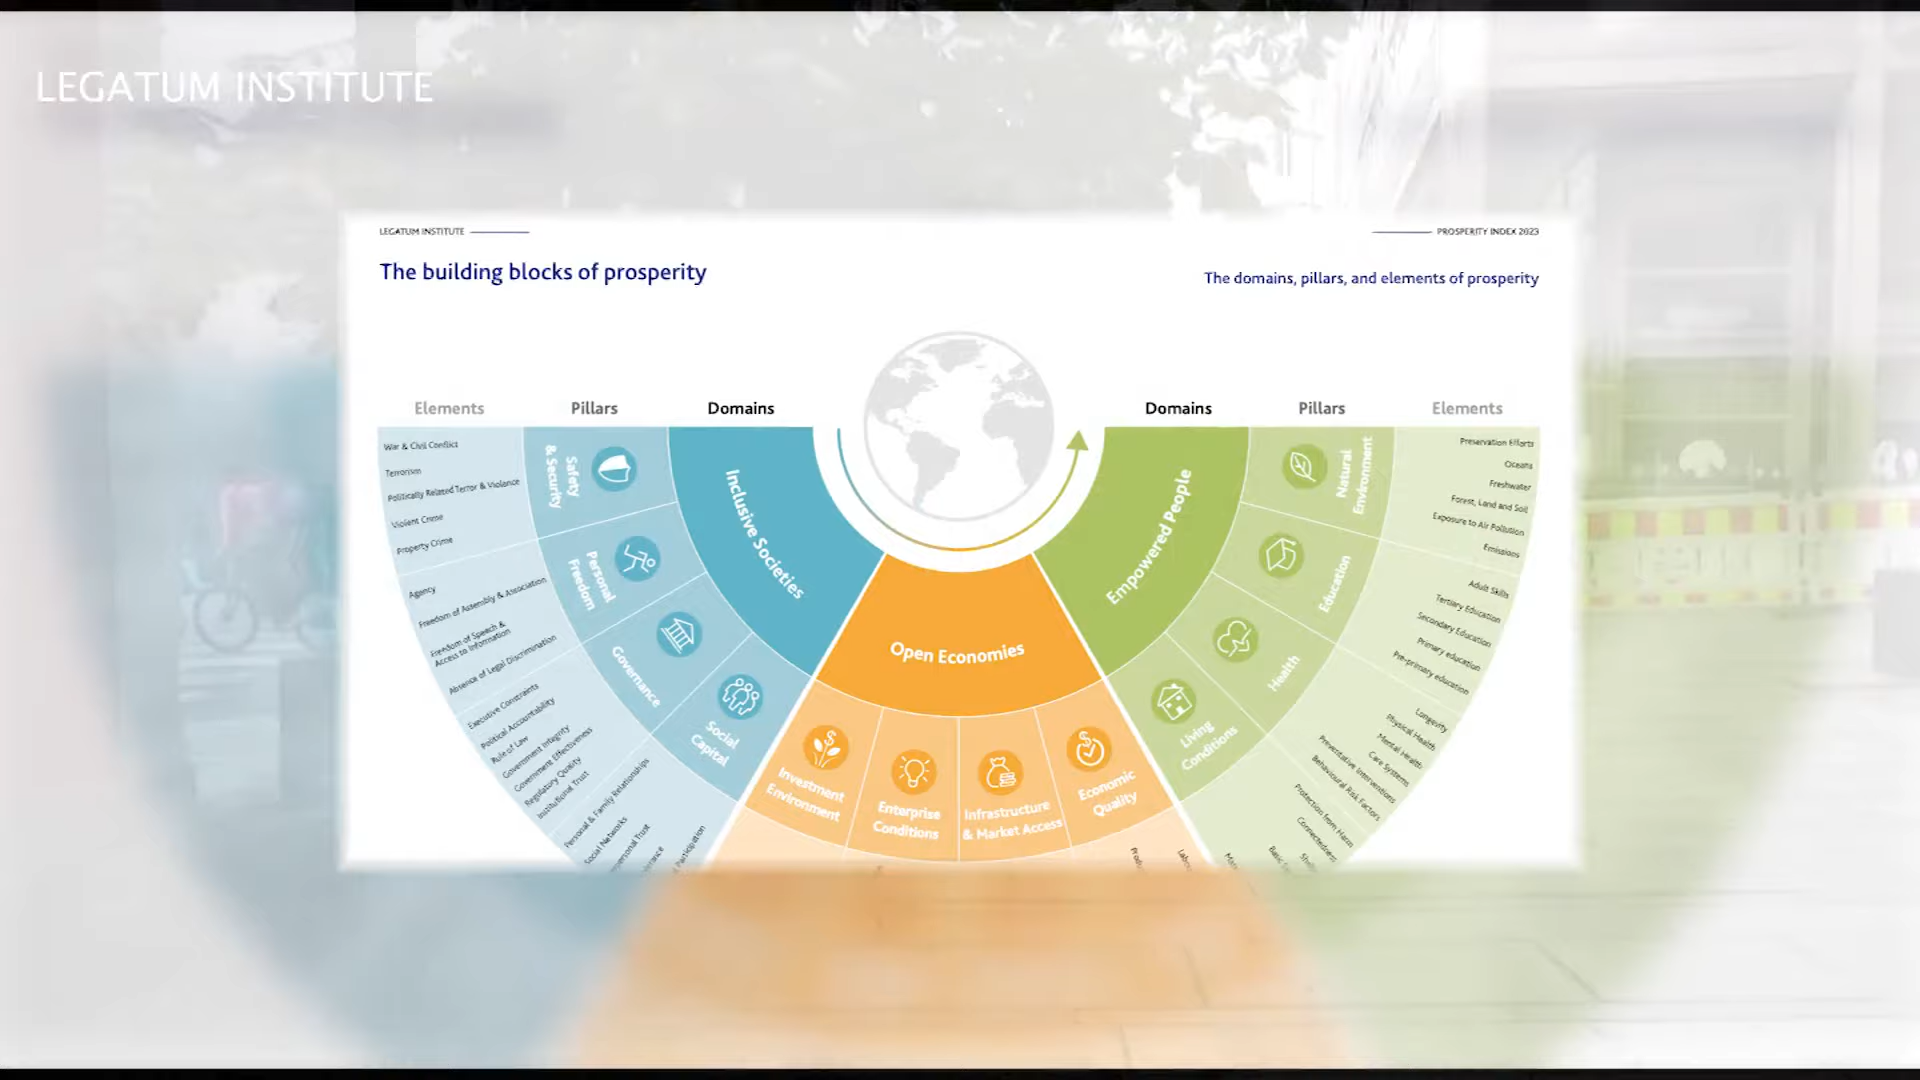 LEGATUM INSTITUTE
LEGATUM INSTITUTE
PROSPERITY INDEX 2023
The building blocks of prosperity
The domains, pillars, and elements of prosperity
Elements
Pillars
Domains
Domains
Pillars
Elements
War & Civil Conflict
Terrorism
Politically Related Terror & Violence
Violent Crime
Property Crime
Agency
Freedom of Assembly & Association
Freedom of Speech &
Access to Information
Absence of Legal Discrimination
Executive Constraints
Political Accountability
Rule of Law
Government Integrity
Government Effectiveness
Regulatory Quality
Institutional Trust
Personal & Family Relationships
Social Networks
Participation
Safety
& Security
Personal
Freedom
Governance
Social
Capital
Inclusive Societies
Open Economies
Investment
Environment
Enterprise
Conditions
Infrastructure
& Market Access
Economic
Quality
Empowered People
Natural
Environment
Education
Health
Living
Conditions
Preservation Efforts
Oceans
Freshwater
Forest, Land and Soil
Exposure to Air Pollution
Emissions
Adult Skills
Tertiary Education
Secondary Education
Primary education
Pre-primary education
Longevity
Physical Health
Mental Health
Care Systems
Preventative Interventions
Behavioural Risk Factors
Protection from Harm
Connectedness